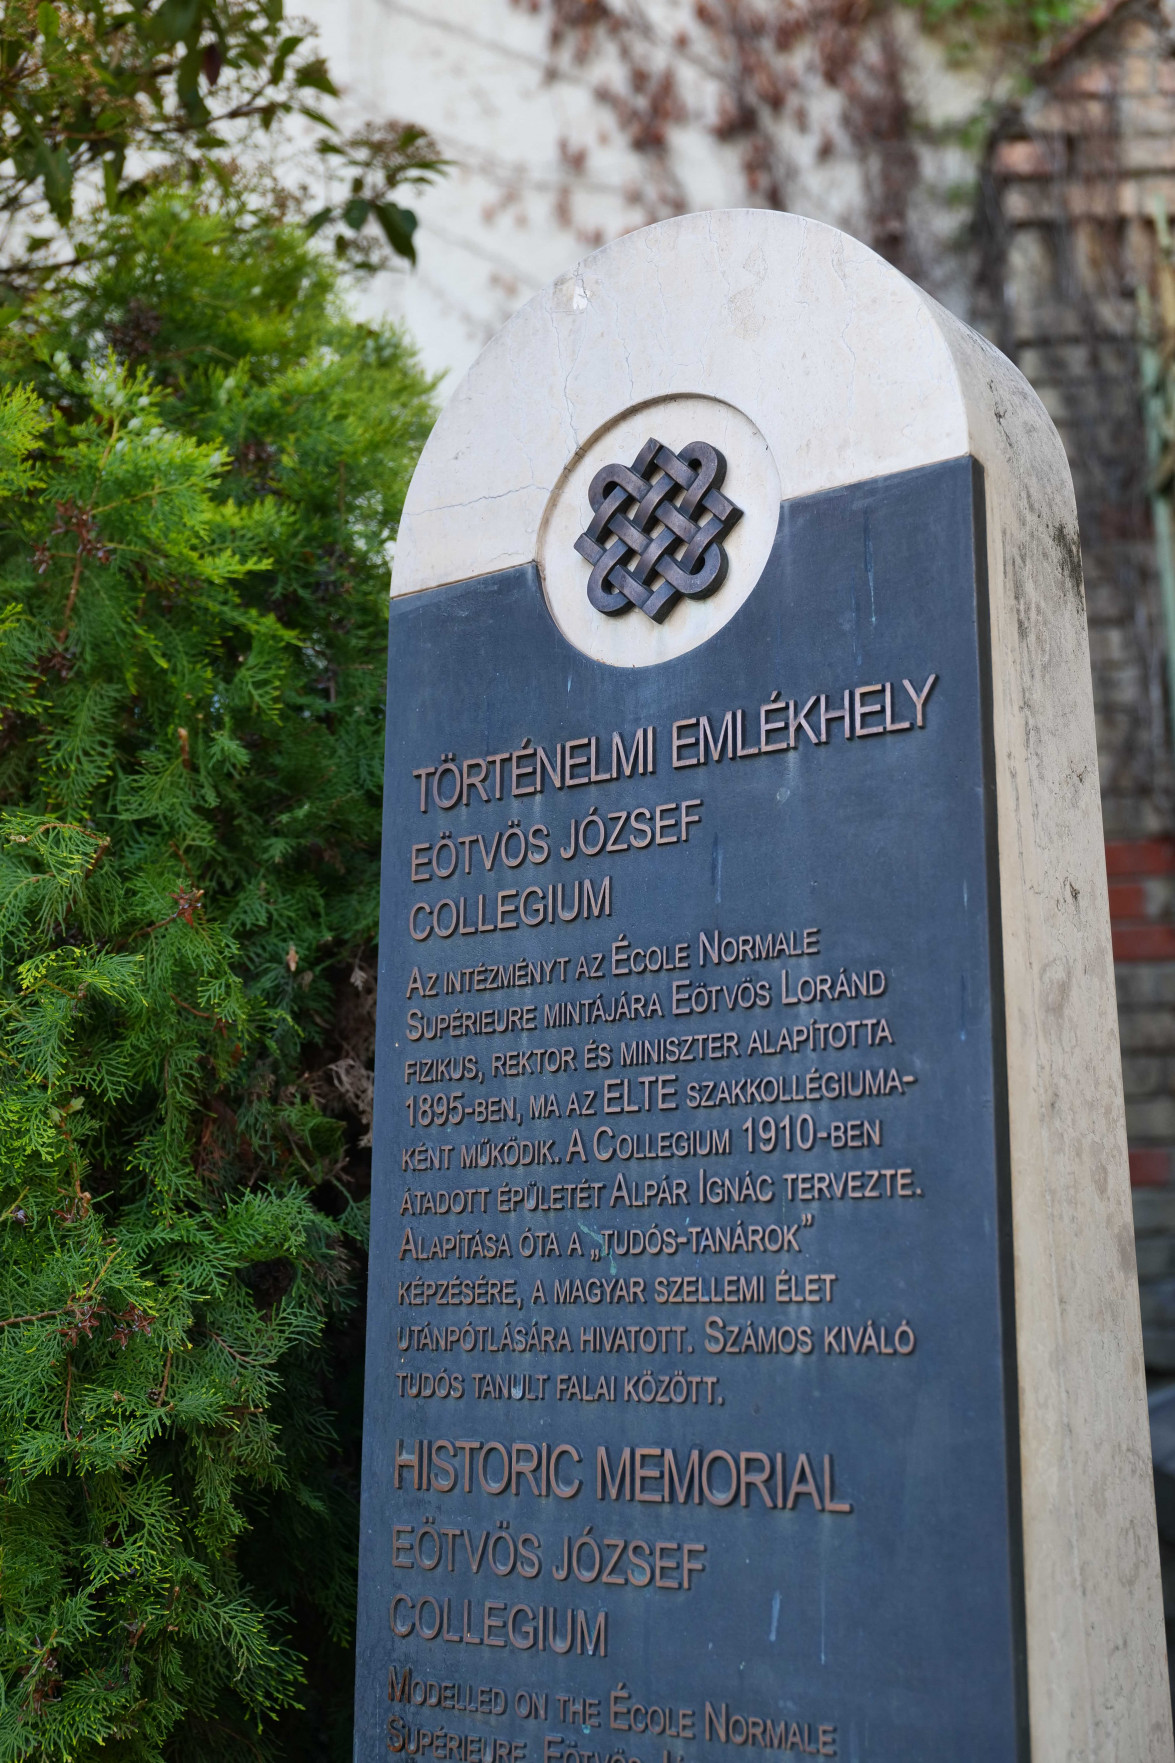 TÖRTÉNELMI EMLÉKHELY
EÖTVÖS JÓZSEF
COLLEGIUM
AZ INTÉZMÉNYT AZ ÉCOLE NORMALE
SUPÉRIEURE MINTÁJÁRA EÖTVÖS LORÁND
FIZIKUS, REKTOR ÉS MINISZTER ALAPÍTOTTA
1895-BEN, MA AZ ELTE SZAKKOLLÉGIUMA-
KÉNT MŰKÖDIK. A COLLEGIUM 1910-BEN
ÁTADOTT ÉPÜLETÉT ALPÁR IGNÁC TERVEZTE.
ALAPÍTÁSA ÓTA A „TUDÓS-TANÁROK”
KÉPZÉSÉRE, A MAGYAR SZELLEMI ÉLET
UTÁNPÓTLÁSÁRA HIVATOTT. SZÁMOS KIVÁLÓ
TUDÓS TANULT FALAI KÖZÖTT.
HISTORIC MEMORIAL
EÖTVÖS JÓZSEF
COLLEGIUM
MODELLED ON THE ÉCOLE NORMALE
SUPÉRIEURE, EÖTVÖS